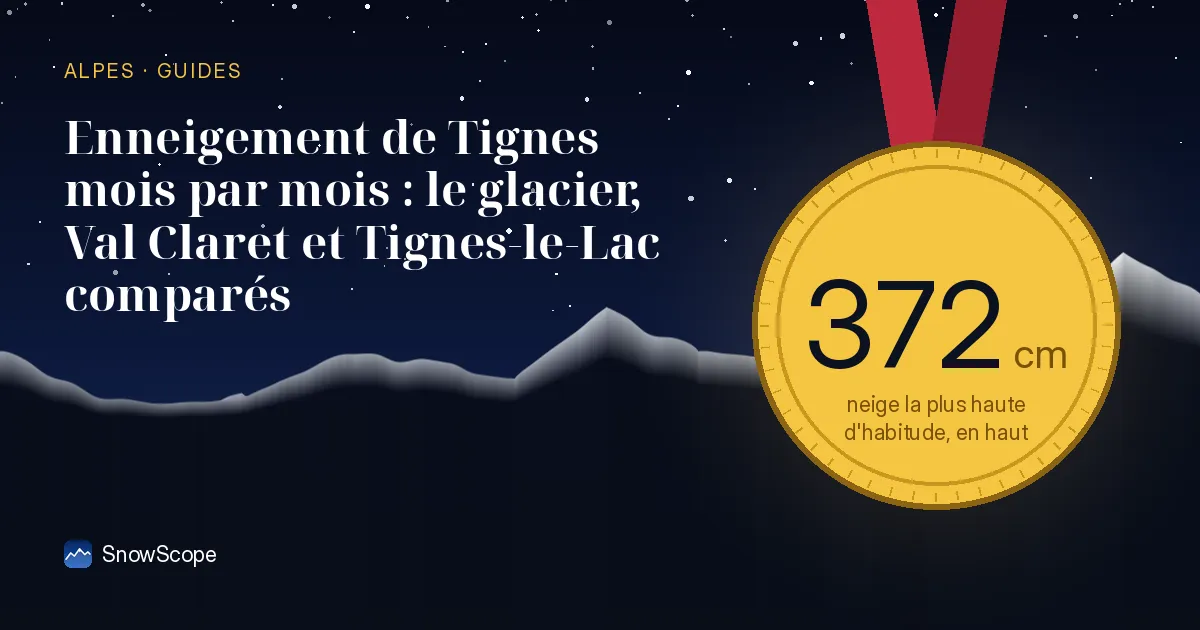 ALPES · GUIDES
Enneigement de Tignes
mois par mois : le glacier,
Val Claret et Tignes-le-Lac
comparés
372 cm
neige la plus haute
d'habitude, en haut
SnowScope